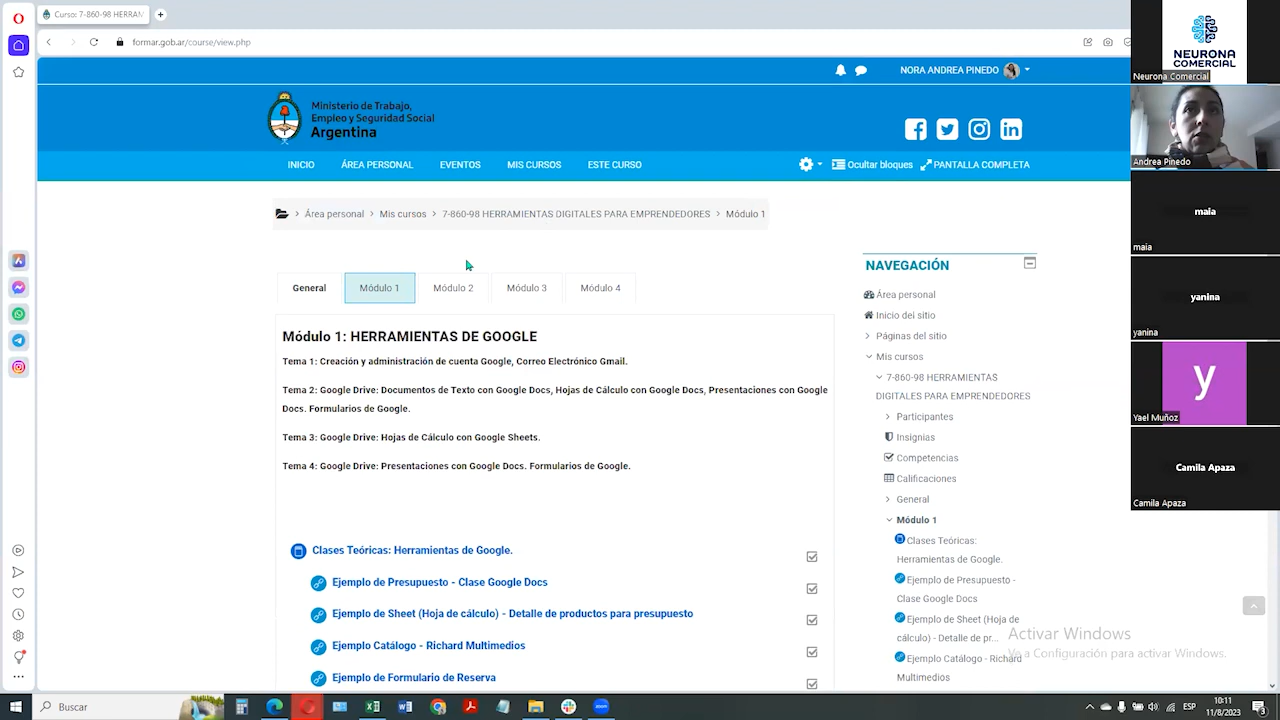 Curso: 7-860-98 HERRAM
formar.gob.ar/course/view.php
NORA ANDREA PINEDO
Ministerio de Trabajo,
Empleo y Seguridad Social
Argentina
INICIO
ÁREA PERSONAL
EVENTOS
MIS CURSOS
ESTE CURSO
Ocultar bloques
PANTALLA COMPLETA
Área personal
Mis cursos
7-860-98 HERRAMIENTAS DIGITALES PARA EMPRENDEDORES
Módulo 1
General
Módulo 1
Módulo 2
Módulo 3
Módulo 4
Módulo 1: HERRAMIENTAS DE GOOGLE
Tema 1: Creación y administración de cuenta Google, Correo Electrónico Gmail.
Tema 2: Google Drive: Documentos de Texto con Google Docs, Hojas de Cálculo con Google Docs, Presentaciones con Google
Docs. Formularios de Google.
Tema 3: Google Drive: Hojas de Cálculo con Google Sheets.
Tema 4: Google Drive: Presentaciones con Google Docs. Formularios de Google.
Clases Teóricas: Herramientas de Google.
Ejemplo de Presupuesto - Clase Google Docs
Ejemplo de Sheet (Hoja de cálculo) - Detalle de productos para presupuesto
Ejemplo Catálogo - Richard Multimedios
Ejemplo de Formulario de Reserva
NAVEGACIÓN
Área personal
Inicio del sitio
Páginas del sitio
Mis cursos
7-860-98 HERRAMIENTAS
DIGITALES PARA EMPRENDEDORES
Participantes
Insignias
Competencias
Calificaciones
General
Módulo 1
Clases Teóricas:
Herramientas de Google.
Ejemplo de Presupuesto -
Clase Google Docs
Ejemplo de Sheet (Hoja de
cálculo) - Detalle de pr...
Ejemplo Catálogo - Richard
Multimedios
Activar Windows
Ve a Configuración para activar Windows.
NEURONA
COMERCIAL
Neurona Comercial
Andrea Pinedo
maia
maia
yanina
yanina
y
Yael Muñoz
Camila Apaza
Camila Apaza
Buscar
ESP
10:11
11/8/2023